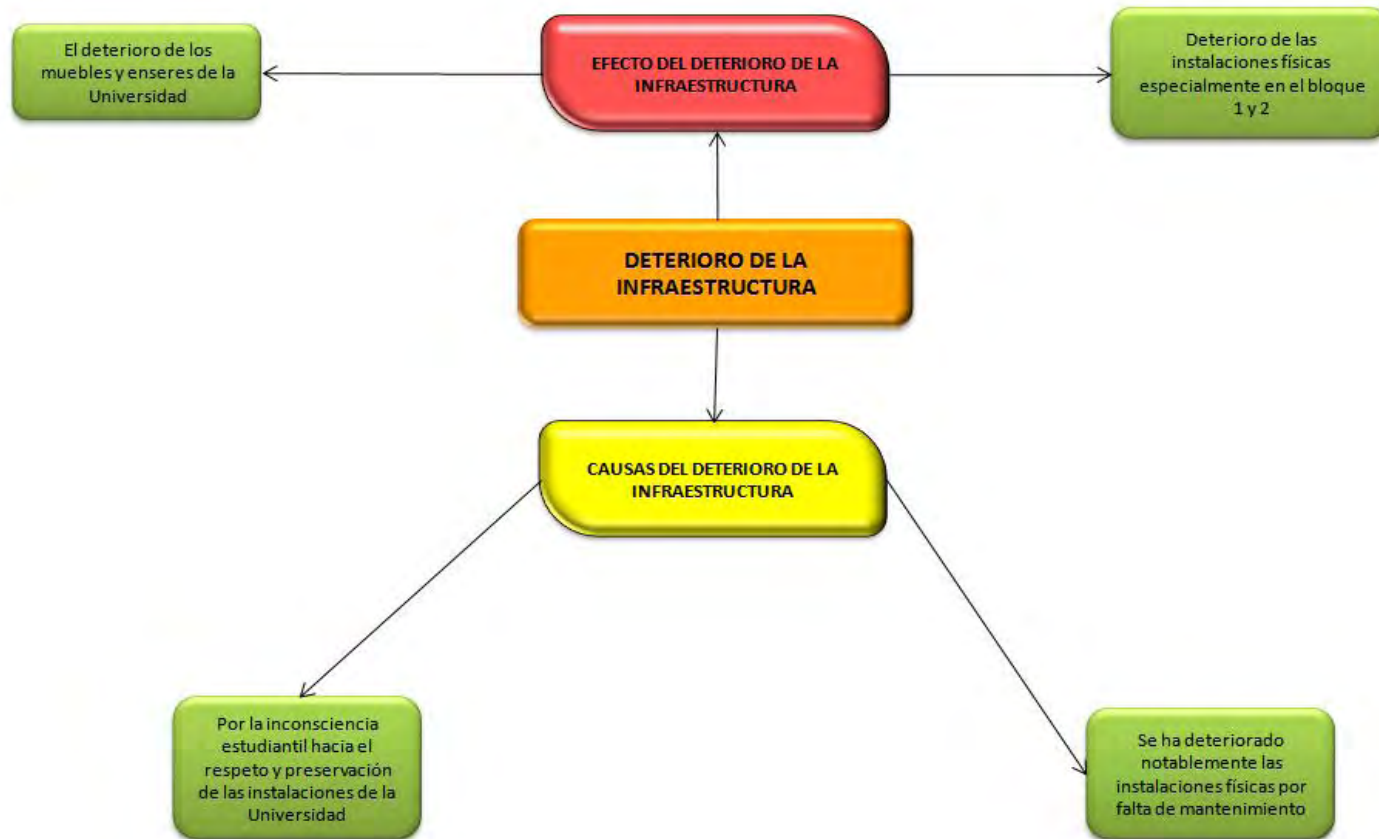 El deterioro de los
muebles y enseres de la
Universidad
EFECTO DEL DETERIORO DE LA
INFRAESTRUCTURA
Deterioro de las
instalaciones físicas
especialmente en el bloque
1 y 2
DETERIORO DE LA
INFRAESTRUCTURA
CAUSAS DEL DETERIORO DE LA
INFRAESTRUCTURA
Por la inconsciencia
estudiantil hacia el
respeto y preservación
de las instalaciones de la
Universidad
Se ha deteriorado
notablemente las
instalaciones físicas por
falta de mantenimiento